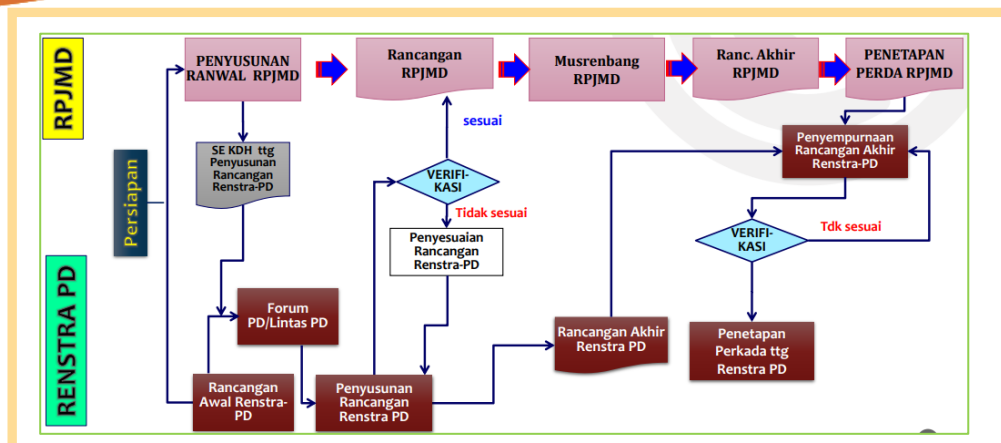 RPJMD
PENYUSUNAN
RANWAL RPJMD
Rancangan
RPJMD
Musrenbang
RPJMD
Ranc. Akhir
RPJMD
PENETAPAN
PERDA RPJMD
sesuai
Persiapan
SE KDH ttg
Penyusunan
Rancangan
Renstra-PD
VERIFI-
KASI
Tidak sesuai
Penyesuaian
Rancangan
Renstra-PD
Penyempurnaan
Rancangan Akhir
Renstra-PD
VERIFI-
KASI
Tdk sesuai
RENSTRA PD
Forum
PD/Lintas PD
Rancangan
Awal Renstra-
PD
Penyusunan
Rancangan
Renstra PD
Rancangan Akhir
Renstra PD
Penetapan
Perkada ttg
Renstra PD